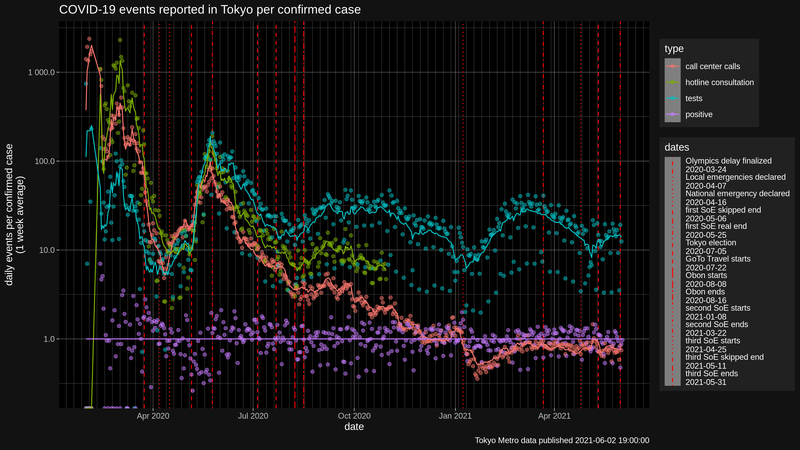 COVID-19 events reported in Tokyo per confirmed case
daily events per confirmed case
(1 week average)
1 000.0
100.0
10.0
1.0
Apr 2020
Jul 2020
Oct 2020
Jan 2021
Apr 2021
date
type
call center calls
hotline consultation
tests
positive
dates
Olympics delay finalized
2020-03-24
Local emergencies declared
2020-04-07
National emergency declared
2020-04-16
first SoE skipped end
2020-05-06
first SoE real end
2020-05-25
Tokyo election
2020-07-05
GoTo Travel starts
2020-07-22
Obon starts
2020-08-08
Obon ends
2020-08-16
second SoE starts
2021-01-08
second SoE ends
2021-03-22
third SoE starts
2021-04-25
third SoE skipped end
2021-05-11
third SoE ends
2021-05-31
Tokyo Metro data published 2021-06-02 19:00:00